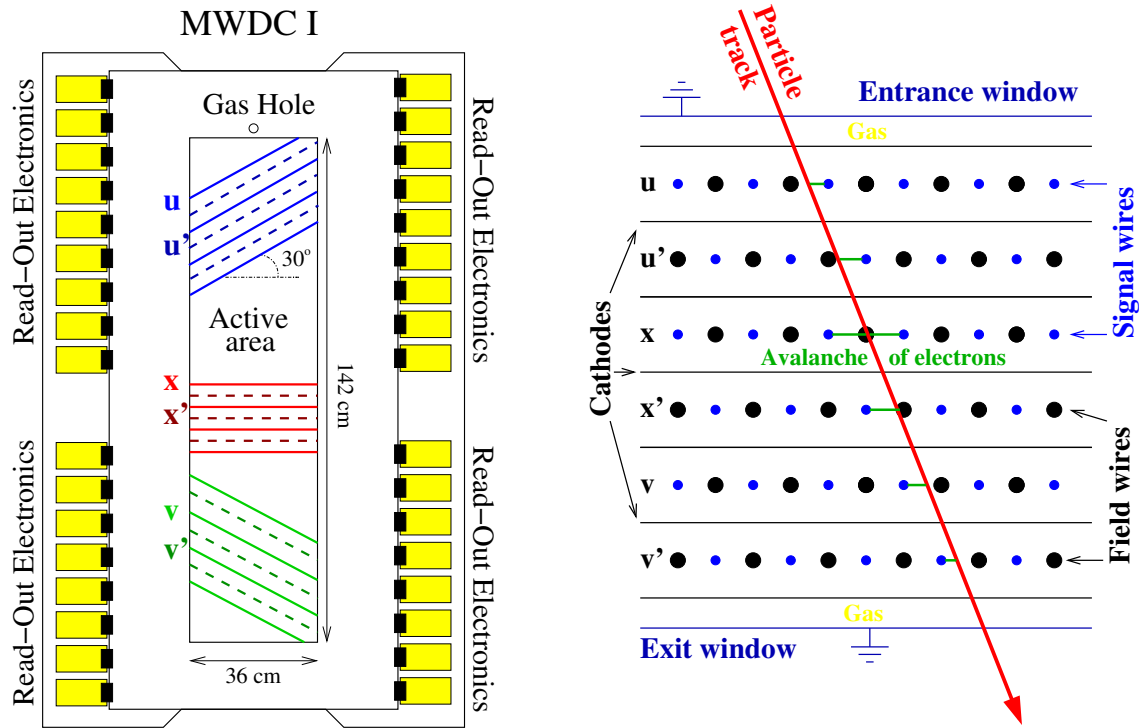 MWDC I
Read–Out Electronics
Gas Hole
Read–Out Electronics
u
u'
30°
Active
area
142 cm
x
x'
Read–Out Electronics
Read–Out Electronics
v
v'
36 cm
Particle
track
Entrance window
Gas
u
u'
x
Avalanche of electrons
x'
v
v'
Cathodes
Signal wires
Field wires
Gas
Exit window